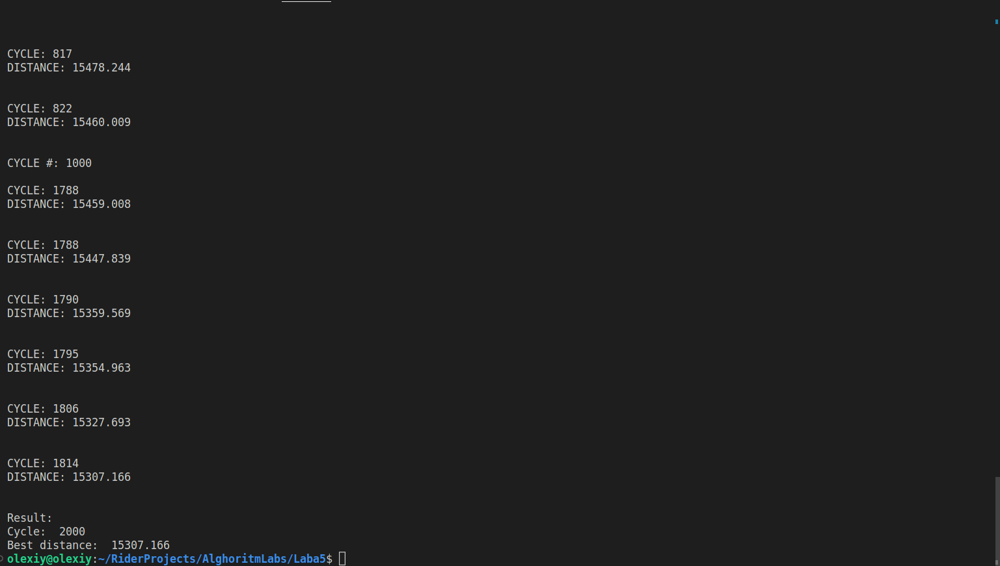 CYCLE: 817
DISTANCE: 15478.244
CYCLE: 822
DISTANCE: 15460.009
CYCLE #: 1000
CYCLE: 1788
DISTANCE: 15459.008
CYCLE: 1788
DISTANCE: 15447.839
CYCLE: 1790
DISTANCE: 15359.569
CYCLE: 1795
DISTANCE: 15354.963
CYCLE: 1806
DISTANCE: 15327.693
CYCLE: 1814
DISTANCE: 15307.166
Result:
Cycle:  2000
Best distance:  15307.166
olexiy@olexiy:~/RiderProjects/AlghoritmLabs/Laba5$